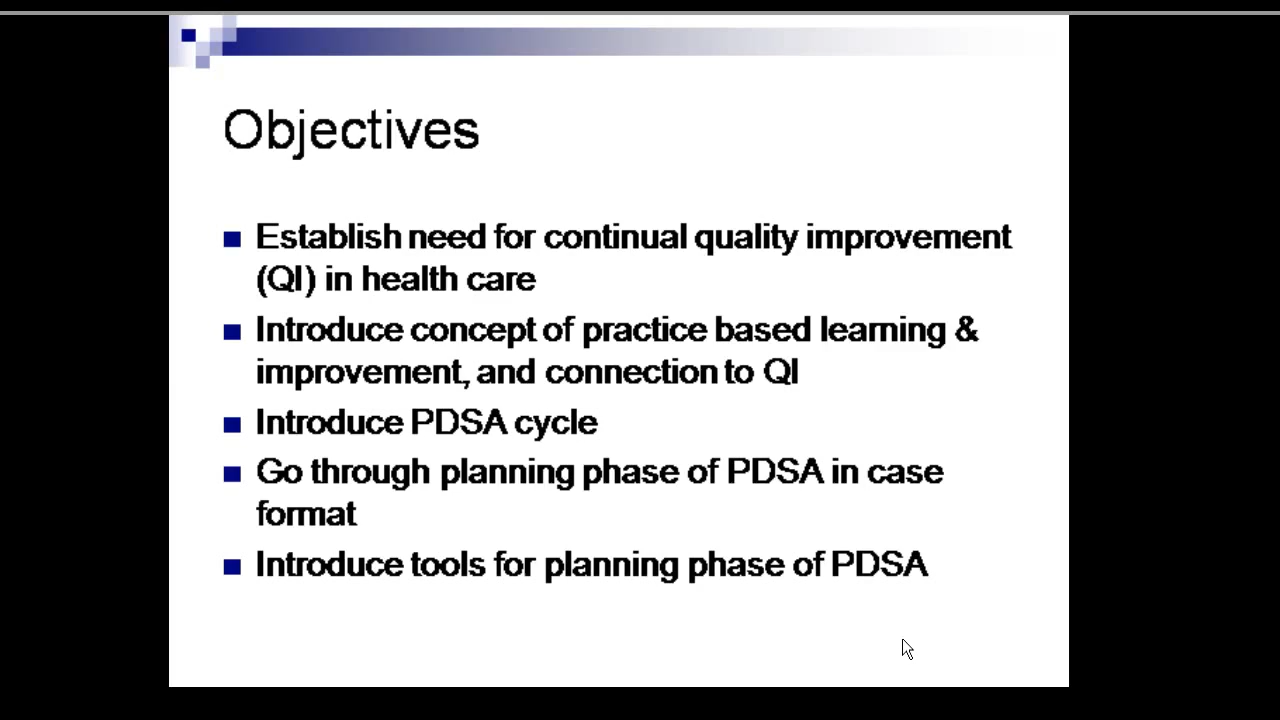 Objectives
Establish need for continual quality improvement
(QI) in health care
Introduce concept of practice based learning &
improvement, and connection to QI
Introduce PDSA cycle
Go through planning phase of PDSA in case
format
Introduce tools for planning phase of PDSA